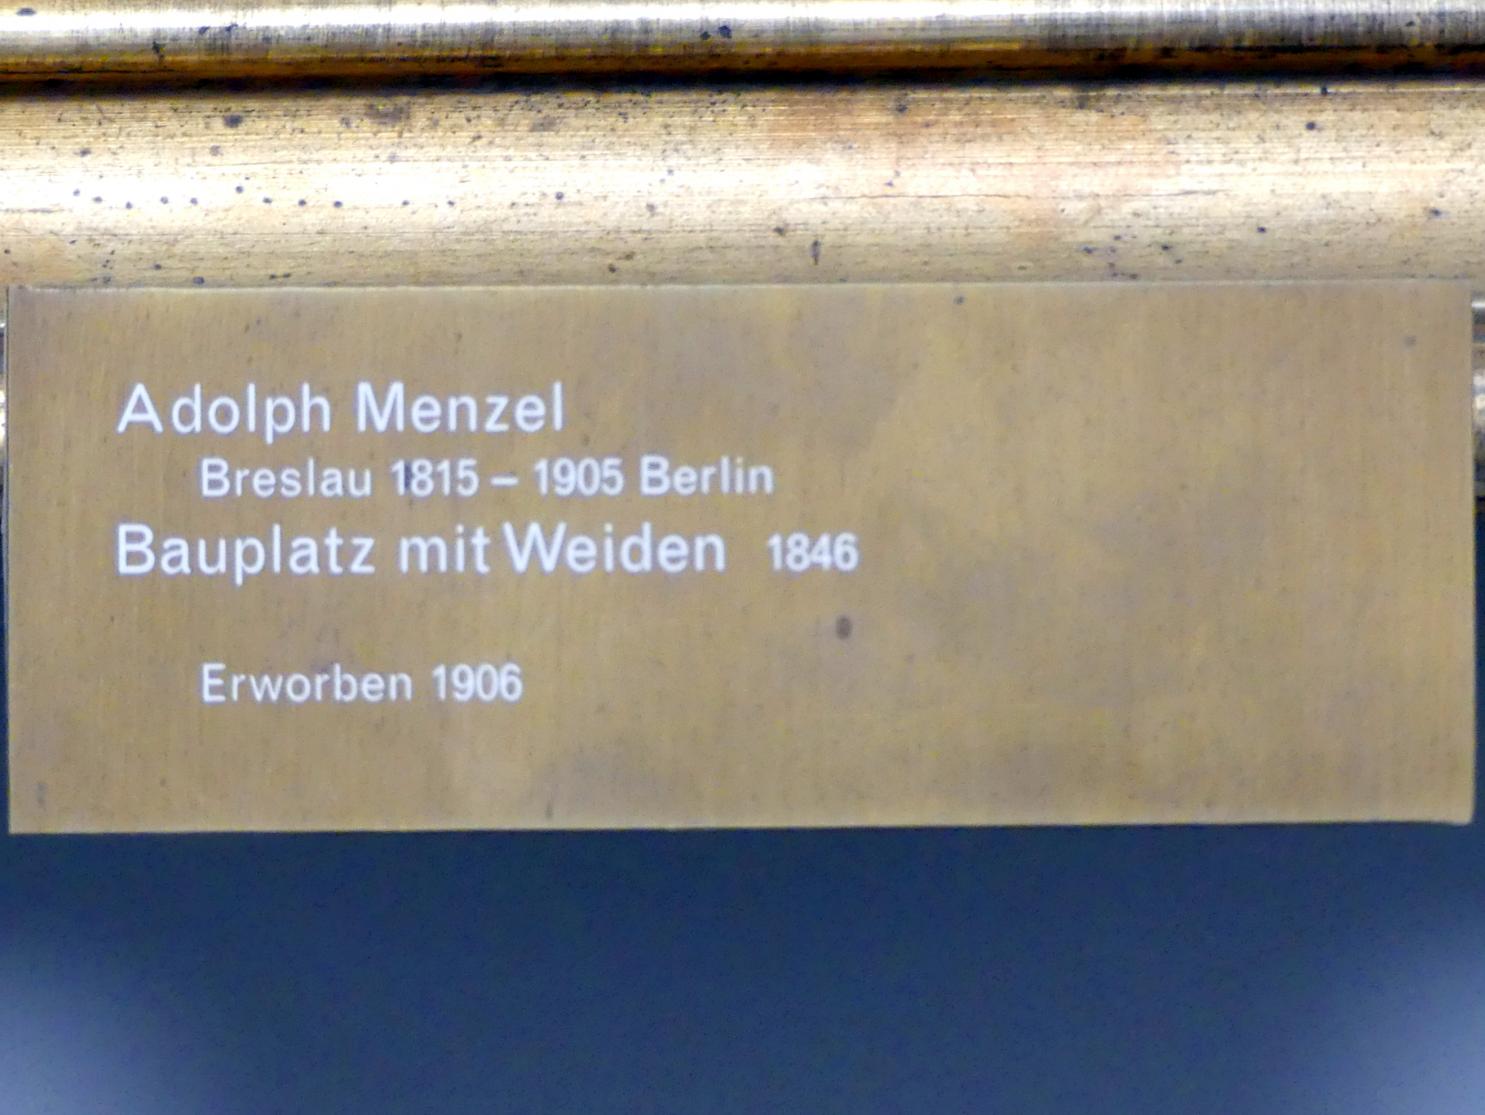 Adolph Menzel
Breslau 1815 – 1905 Berlin
Bauplatz mit Weiden 1846
Erworben 1906